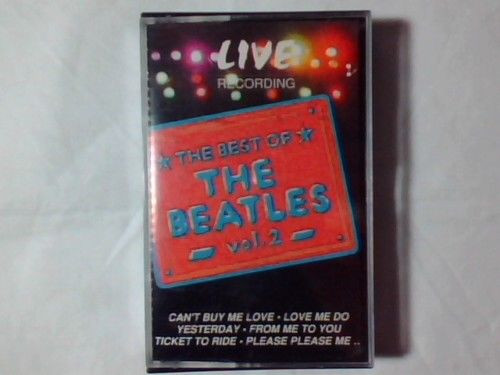 LIVE
RECORDING
★ THE BEST OF ★
THE
BEATLES
- vol. 2 -
CAN'T BUY ME LOVE • LOVE ME DO
YESTERDAY • FROM ME TO YOU
TICKET TO RIDE • PLEASE PLEASE ME ..